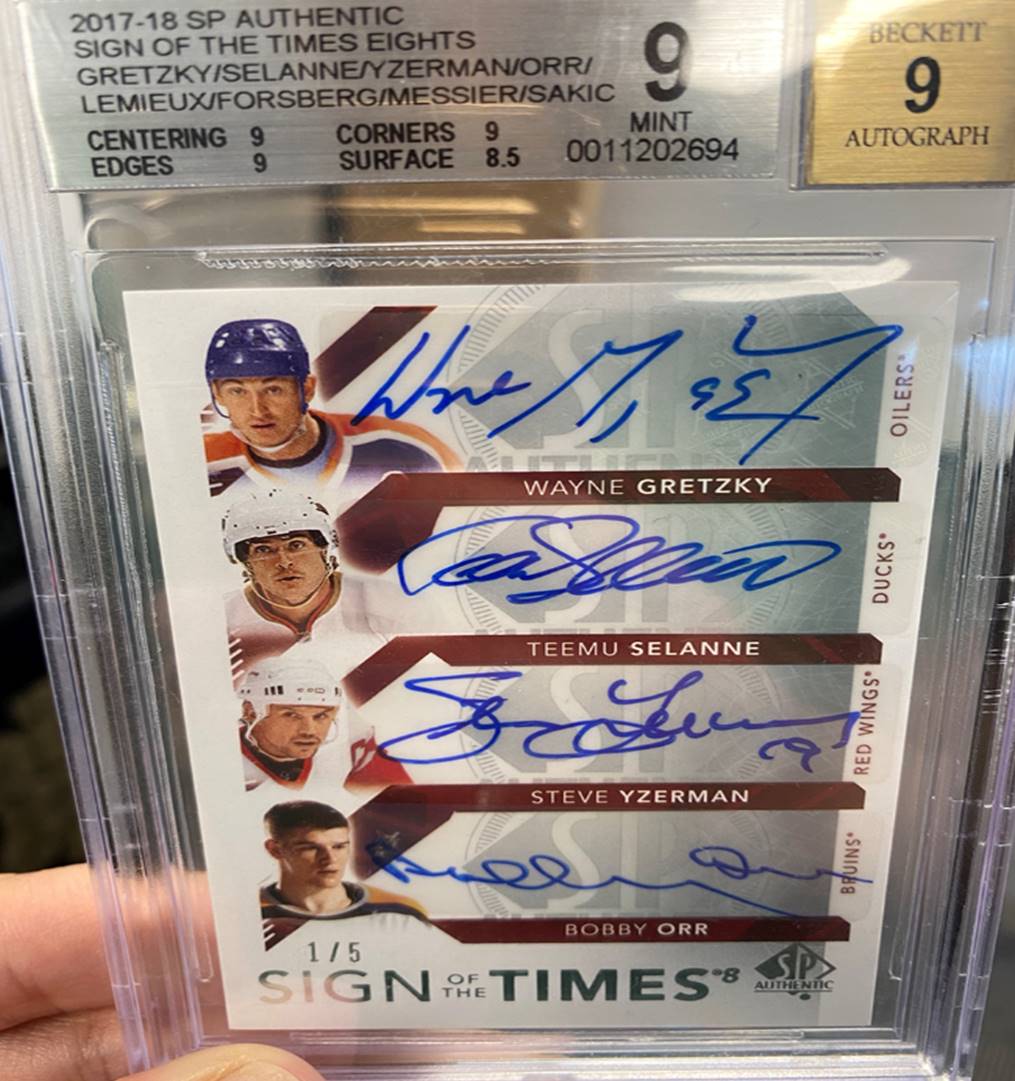 2017-18 SP AUTHENTIC
SIGN OF THE TIMES EIGHTS
GRETZKY/SELANNE/YZERMAN/ORR/
LEMIEUX/FORSBERG/MESSIER/SAKIC
9
MINT
CENTERING 9 CORNERS 9
EDGES 9 SURFACE 8.5
0011202694
BECKETT
9
AUTOGRAPH
OILERS®
WAYNE GRETZKY
DUCKS®
TEEMU SELANNE
RED WINGS®
19
STEVE YZERMAN
BRUINS®
BOBBY ORR
1/5
SIGN OF THE TIMES®8
SP
AUTHENTIC